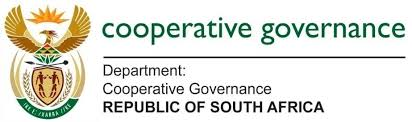 cooperative governance
Department:
Cooperative Governance
REPUBLIC OF SOUTH AFRICA